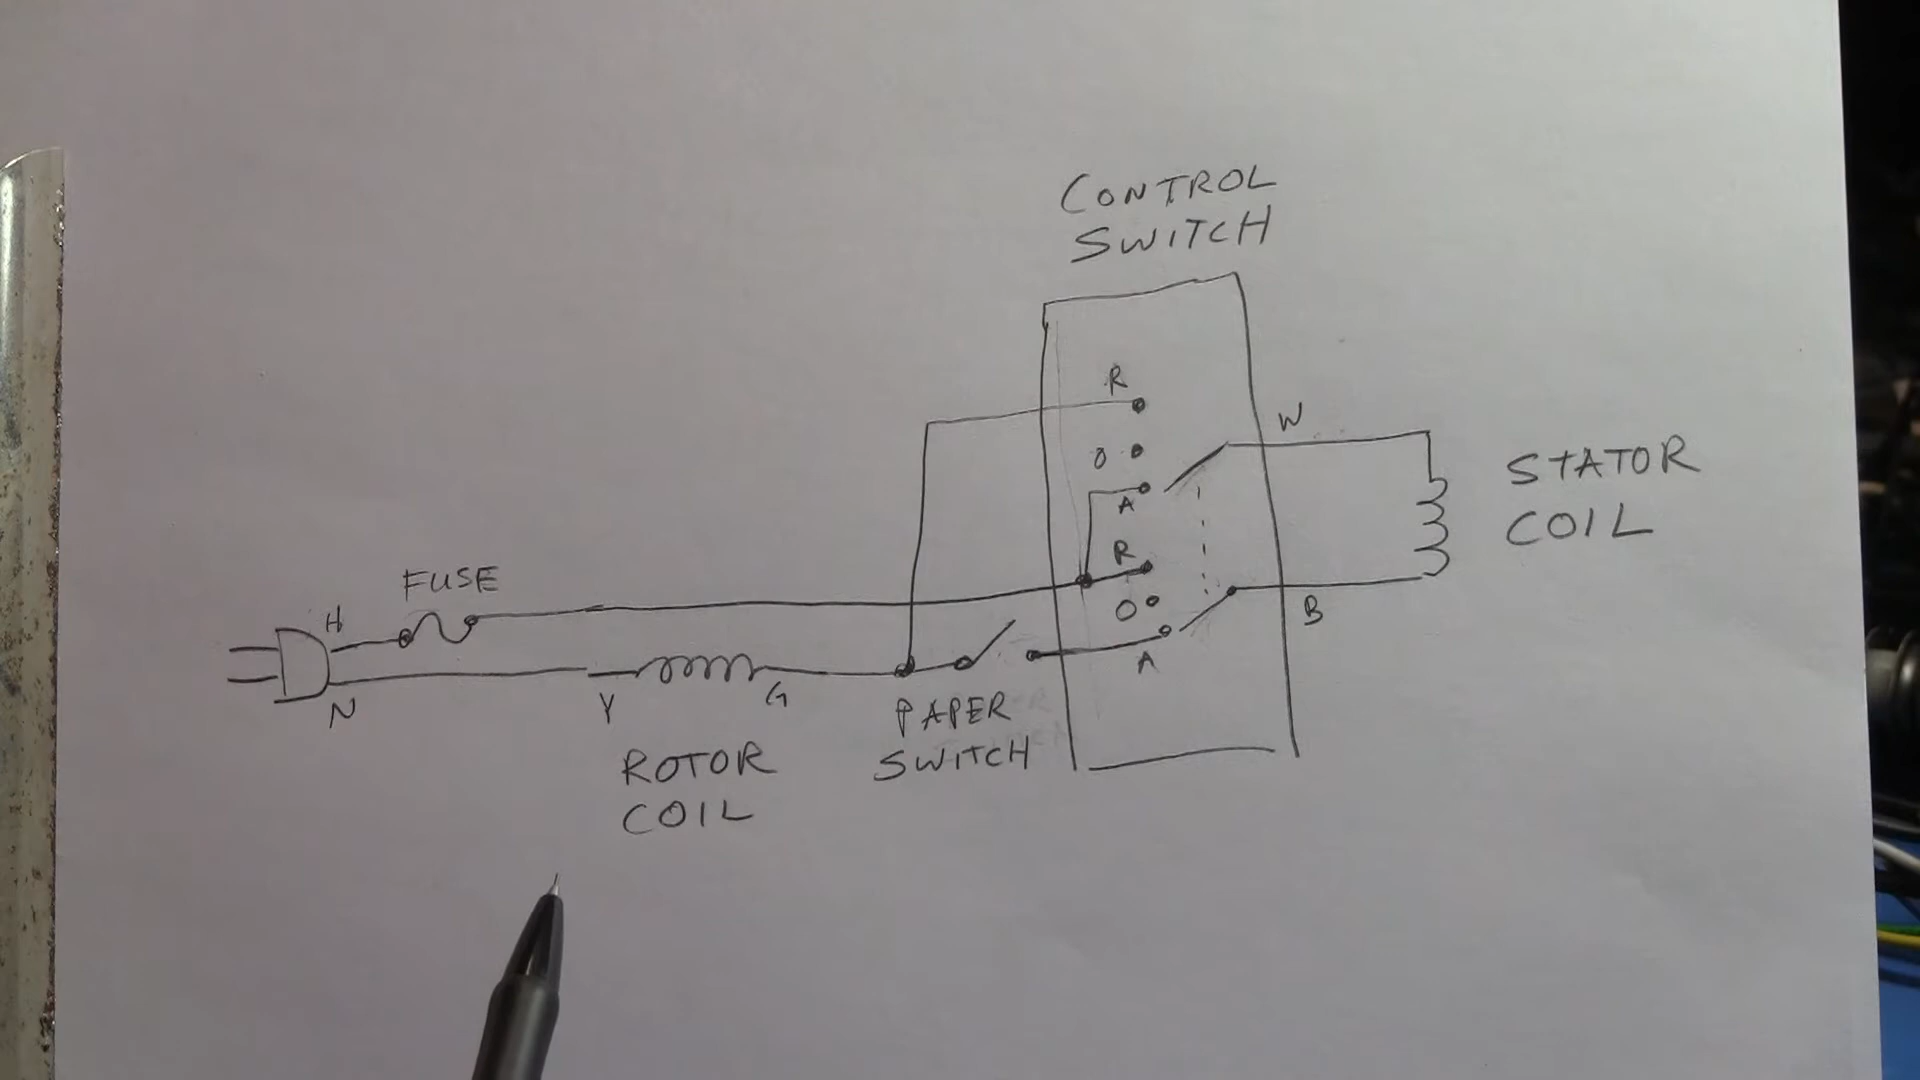 CONTROL
SWITCH
R
O
A
R
O
A
W
B
STATOR
COIL
FUSE
H
N
Y
G
ROTOR
COIL
PAPER
SWITCH